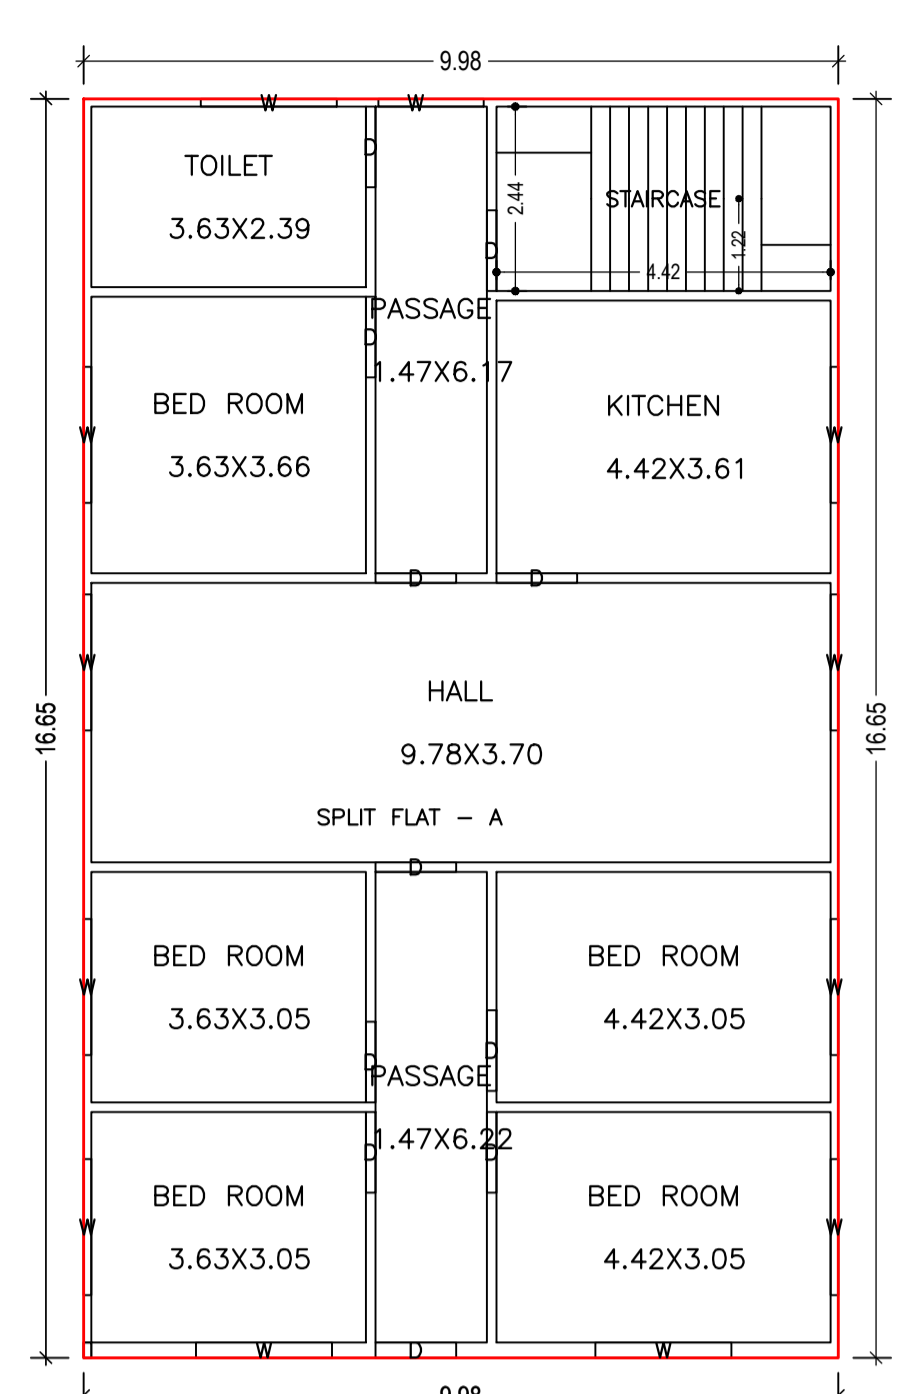 9.98
W W
D
TOILET
3.63X2.39
2.44
STAIRCASE
1.22
4.42
D
PASSAGE
1.47X6.17
D
BED ROOM
3.63X3.66
KITCHEN
4.42X3.61
W W
D D
W W
HALL
9.78X3.70
16.65 16.65
SPLIT FLAT - A
D
BED ROOM
3.63X3.05
BED ROOM
4.42X3.05
W W
D D
PASSAGE
1.47X6.22
D D
BED ROOM
3.63X3.05
BED ROOM
4.42X3.05
W W
W D W
9.98